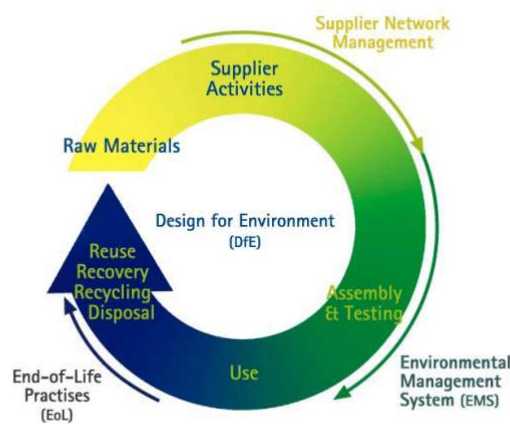 Supplier Network
Management
Supplier
Activities
Raw Materials
Design for Environment
(DfE)
Reuse
Recovery
Recycling
Disposal
Assembly
& Testing
Use
End-of-Life
Practises
(EoL)
Environmental
Management
System (EMS)